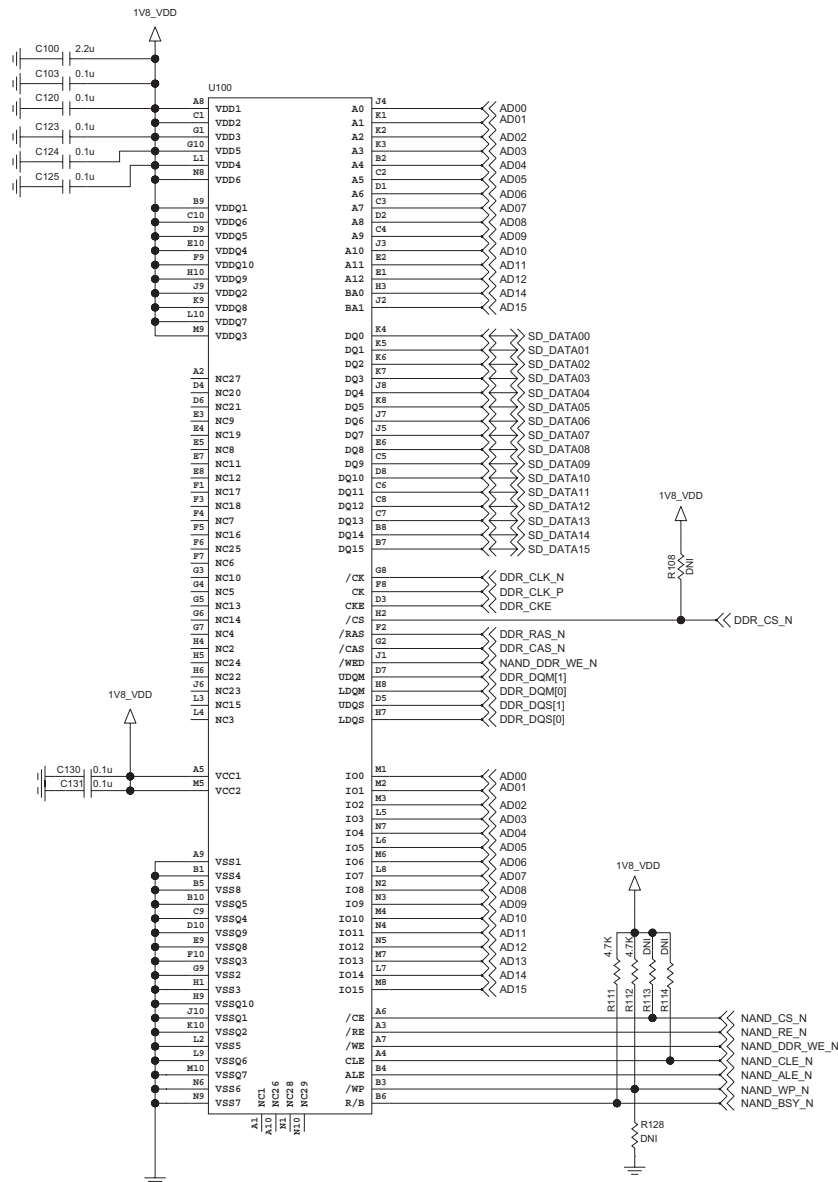 1V8_VDD
C100 2.2u
C103 0.1u
C120 0.1u
C123 0.1u
C124 0.1u
C125 0.1u
U100
A8 VDD1
C1 VDD2
G1 VDD3
G10 VDD5
L1 VDD4
N8 VDD6
B9 VDDQ1
C10 VDDQ6
D9 VDDQ5
E10 VDDQ4
F9 VDDQ10
H10 VDDQ9
J9 VDDQ2
K9 VDDQ8
L10 VDDQ7
M9 VDDQ3
A2 NC27
D4 NC20
D6 NC21
E3 NC9
E4 NC19
E5 NC8
E7 NC11
E8 NC12
F1 NC17
F3 NC18
F4 NC7
F5 NC16
F6 NC25
F7 NC6
G3 NC10
G4 NC5
G5 NC13
G6 NC14
G7 NC4
H4 NC2
H5 NC24
H6 NC22
J6 NC23
L3 NC15
L4 NC3
1V8_VDD
C130 0.1u
C131 0.1u
A5 VCC1
M5 VCC2
A9 VSS1
B1 VSS4
B5 VSS8
B10 VSSQ5
C9 VSSQ4
D10 VSSQ9
E9 VSSQ8
F10 VSSQ3
G9 VSS2
H1 VSS3
H9 VSSQ10
J10 VSSQ1
K10 VSSQ2
L2 VSS5
L9 VSSQ6
M10 VSSQ7
N6 VSS6
N9 VSS7
NC1 NC26 NC28 NC29
A1 A10 N1 N10
A0 J4 AD00
A1 K1 AD01
A2 K2 AD02
A3 K3 AD03
A4 B2 AD04
A5 C2 AD05
A6 D1 AD06
A7 C3 AD07
A8 D2 AD08
A9 C4 AD09
A10 J3 AD10
A11 E2 AD11
A12 E1 AD12
BA0 H3 AD14
BA1 J2 AD15
DQ0 K4 SD_DATA00
DQ1 K5 SD_DATA01
DQ2 K6 SD_DATA02
DQ3 K7 SD_DATA03
DQ4 J8 SD_DATA04
DQ5 K8 SD_DATA05
DQ6 J7 SD_DATA06
DQ7 J5 SD_DATA07
DQ8 E6 SD_DATA08
DQ9 C5 SD_DATA09
DQ10 D8 SD_DATA10
DQ11 C6 SD_DATA11
DQ12 C8 SD_DATA12
DQ13 C7 SD_DATA13
DQ14 B8 SD_DATA14
DQ15 B7 SD_DATA15
1V8_VDD
R108 DNI
/CK G8 DDR_CLK_N
CK F8 DDR_CLK_P
CKE D3 DDR_CKE
/CS H2 DDR_CS_N
/RAS F2 DDR_RAS_N
/CAS G2 DDR_CAS_N
/WED J1 NAND_DDR_WE_N
UDQM D7 DDR_DQM[1]
LDQM H8 DDR_DQM[0]
UDQS D5 DDR_DQS[1]
LDQS H7 DDR_DQS[0]
IO0 M1 AD00
IO1 M2 AD01
IO2 M3 AD02
IO3 L5 AD03
IO4 N7 AD04
IO5 L6 AD05
IO6 M6 AD06
IO7 L8 AD07
IO8 N2 AD08
IO9 N3 AD09
IO10 M4 AD10
IO11 N4 AD11
IO12 N5 AD12
IO13 M7 AD13
IO14 L7 AD14
IO15 M8 AD15
1V8_VDD
R111 4.7K
R112 4.7K
R113 DNI
R114 DNI
/CE A6 NAND_CS_N
/RE A3 NAND_RE_N
/WE A7 NAND_DDR_WE_N
CLE A4 NAND_CLE_N
ALE B4 NAND_ALE_N
/WP B3 NAND_WP_N
R/B B6 NAND_BSY_N
R128
DNI